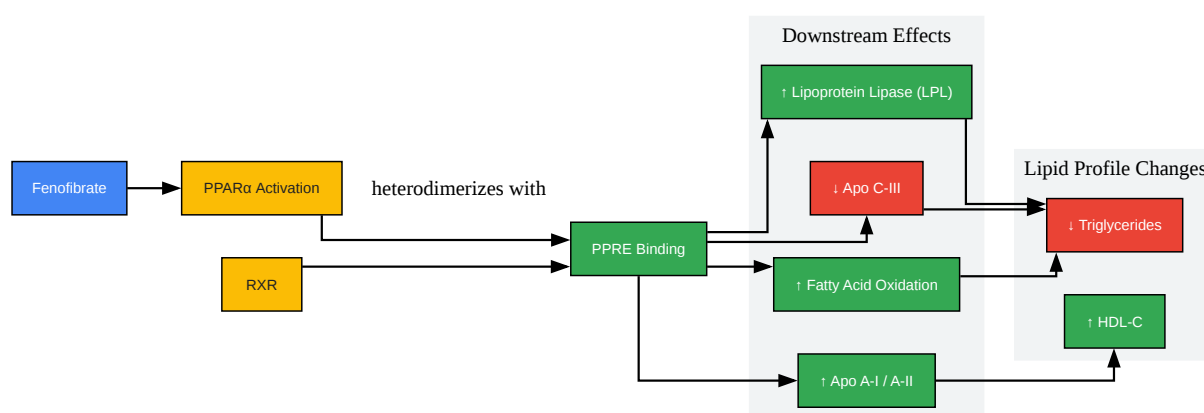 Downstream Effects
↑ Lipoprotein Lipase (LPL)
Lipid Profile Changes
Fenofibrate
PPARα Activation
heterodimerizes with
↓ Apo C-III
↓ Triglycerides
PPRE Binding
RXR
↑ Fatty Acid Oxidation
↑ HDL-C
↑ Apo A-I / A-II